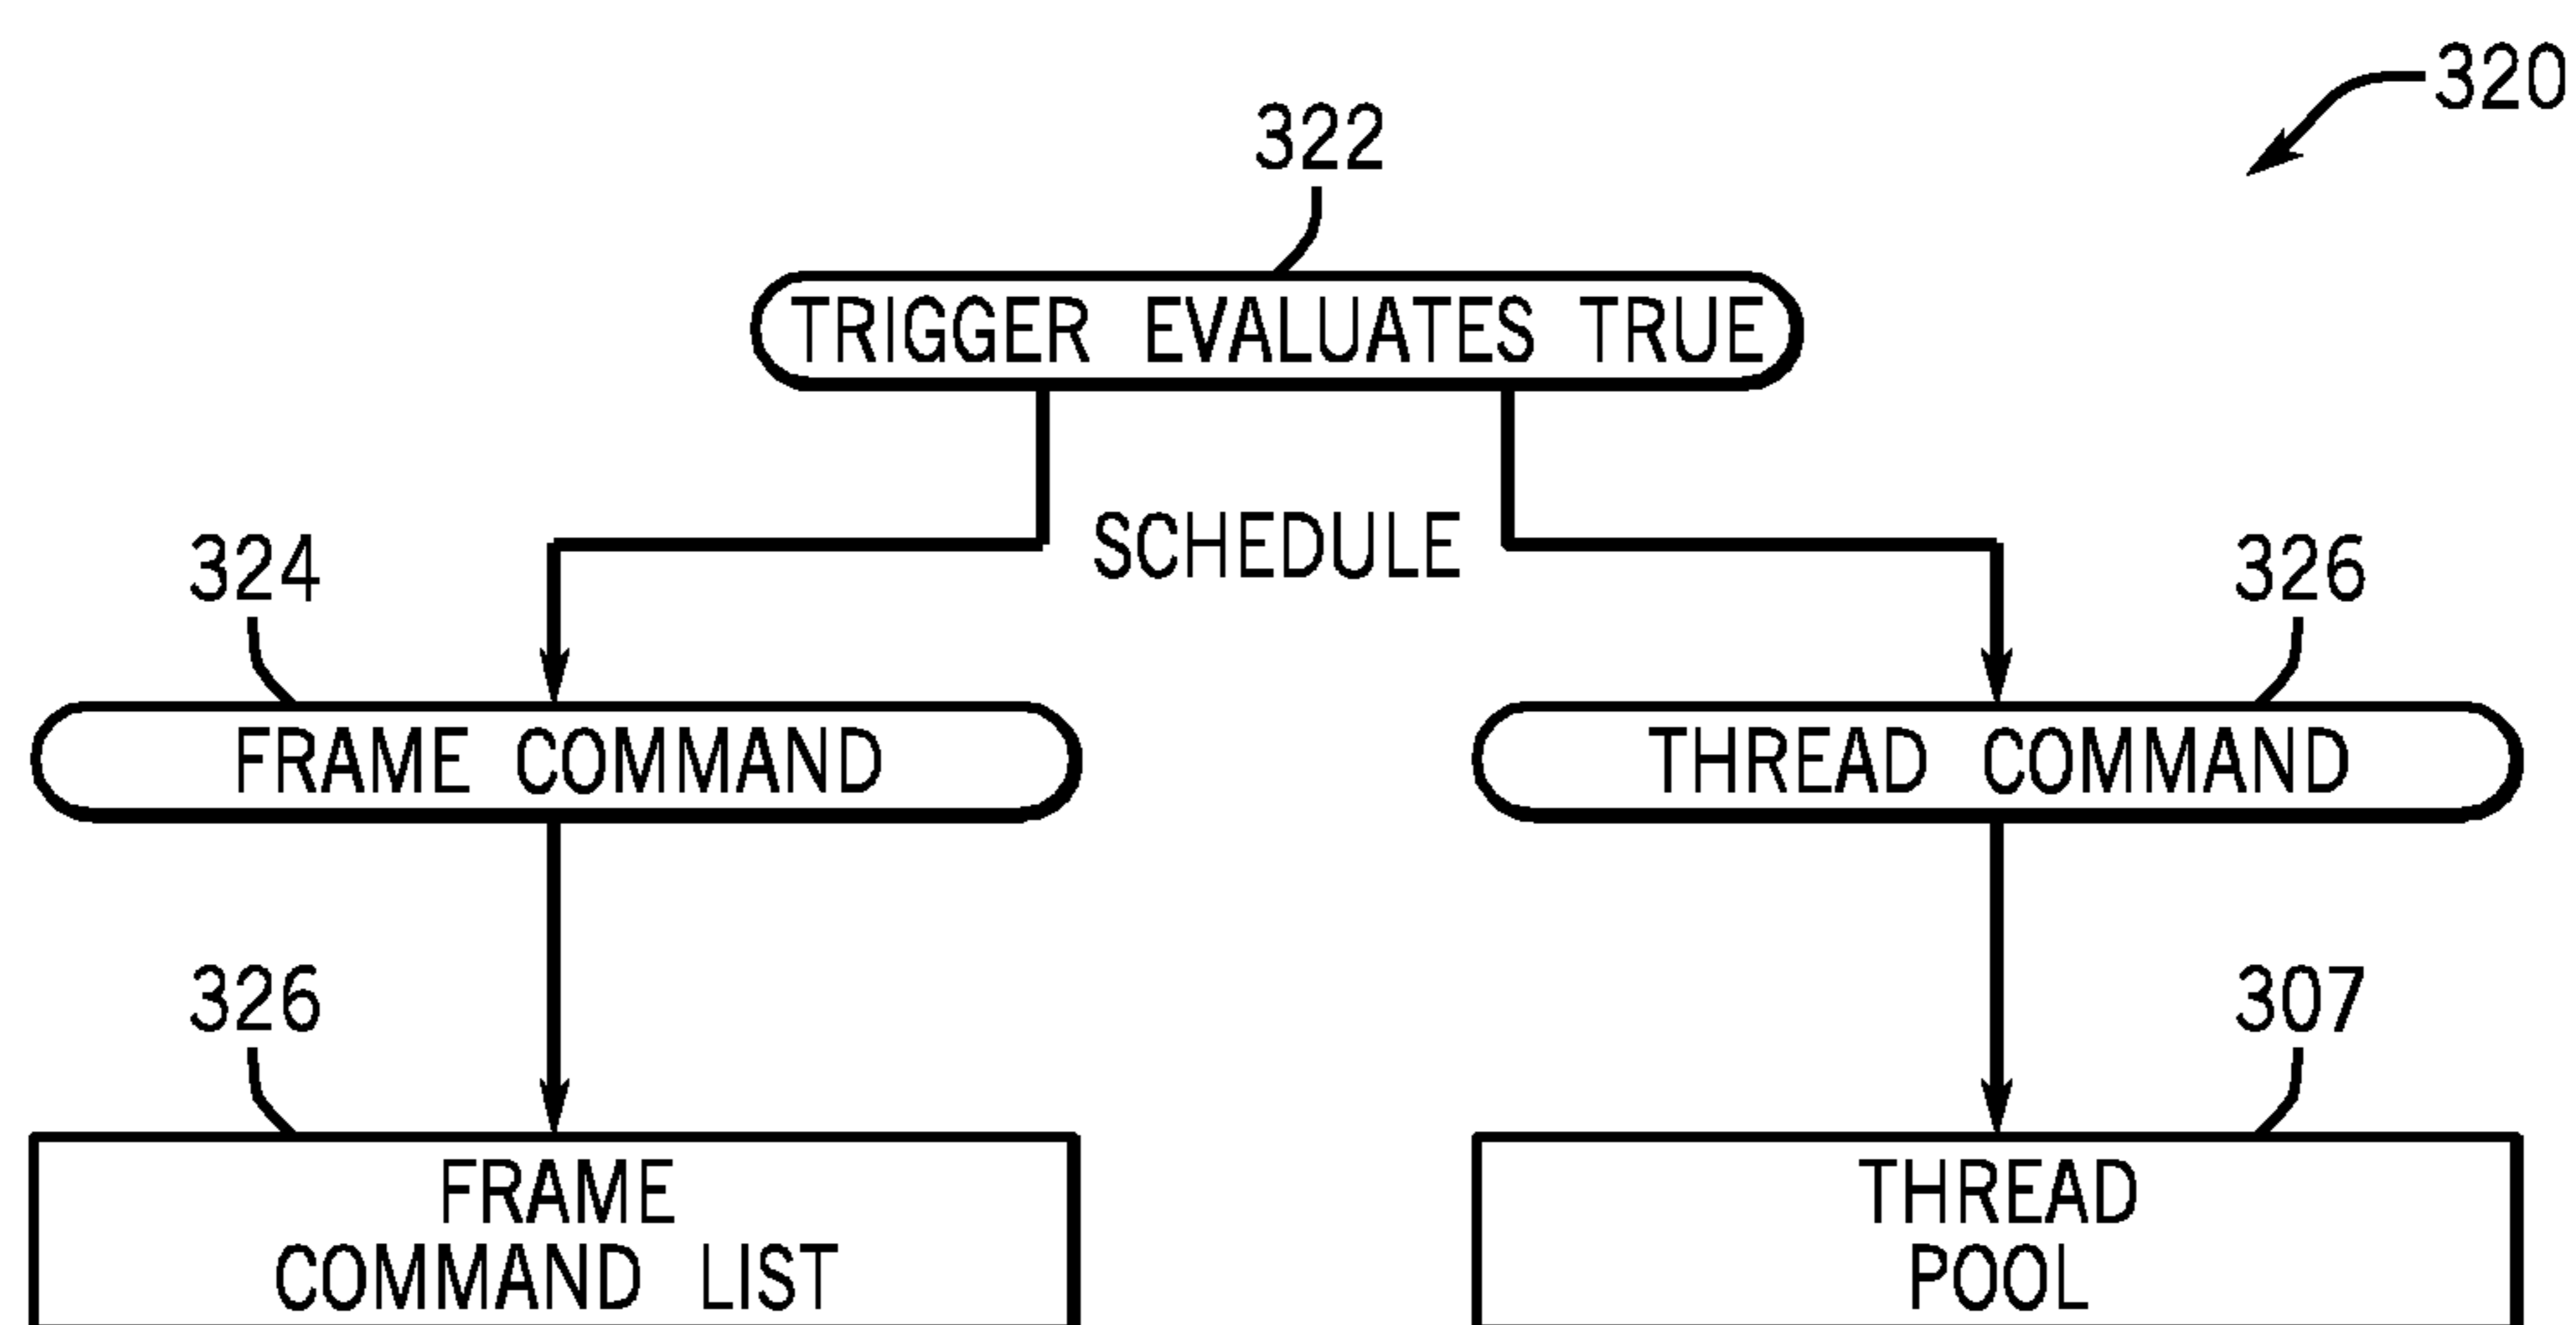 320
322
TRIGGER EVALUATES TRUE
SCHEDULE
324
326
FRAME COMMAND
THREAD COMMAND
326
307
FRAME
COMMAND LIST
THREAD
POOL